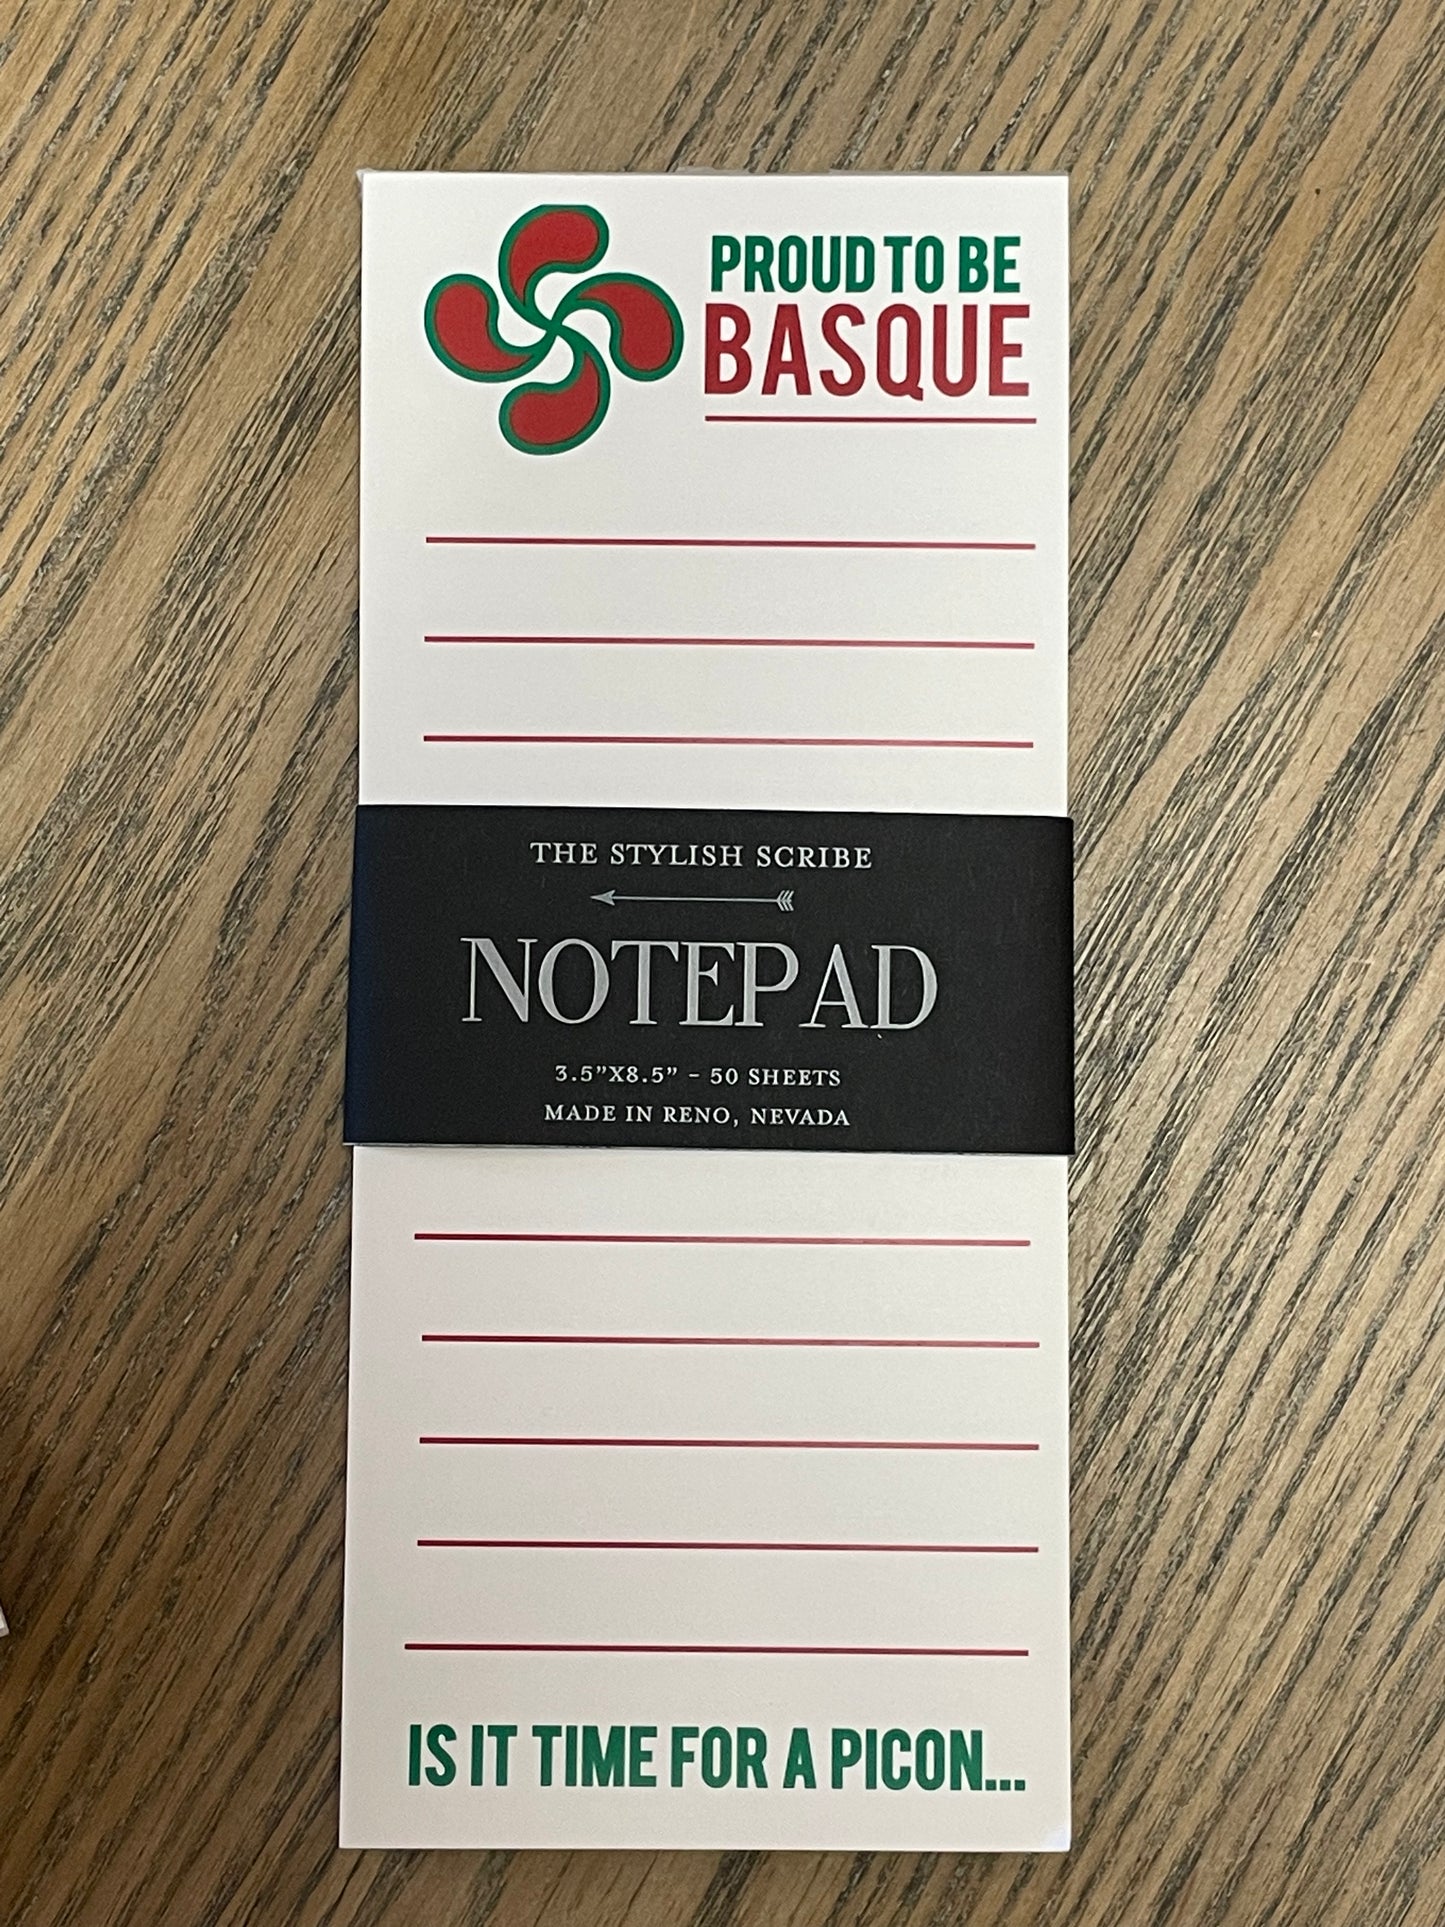 PROUD TO BE
BASQUE
THE STYLISH SCRIBE
NOTEPAD
3.5"X8.5" - 50 SHEETS
MADE IN RENO, NEVADA
IS IT TIME FOR A PICON...